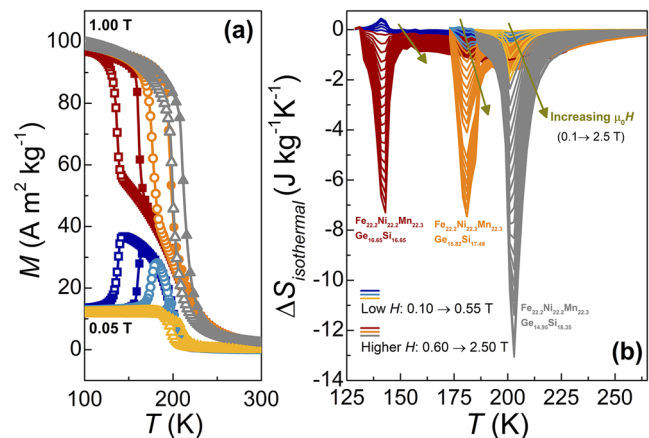 1.00 T
(a)
0.05 T
100
80
60
40
20
0
M (A m² kg⁻¹)
100
200
300
T (K)
0
-2
-4
-6
-8
-10
-12
-14
ΔS_isothermal (J kg⁻¹K⁻¹)
Increasing μ₀H
(0.1→ 2.5 T)
Fe₂₂.₂Ni₂₂.₂Mn₂₂.₃
Ge₁₆.₆₅Si₁₆.₆₅
Fe₂₂.₂Ni₂₂.₂Mn₂₂.₃
Ge₁₅.₈₂Si₁₇.₄₈
Fe₂₂.₂Ni₂₂.₂Mn₂₂.₃
Ge₁₄.₉₅Si₁₈.₃₅
Low H: 0.10 → 0.55 T
Higher H: 0.60 → 2.50 T
(b)
125
150
175
200
225
250
T (K)